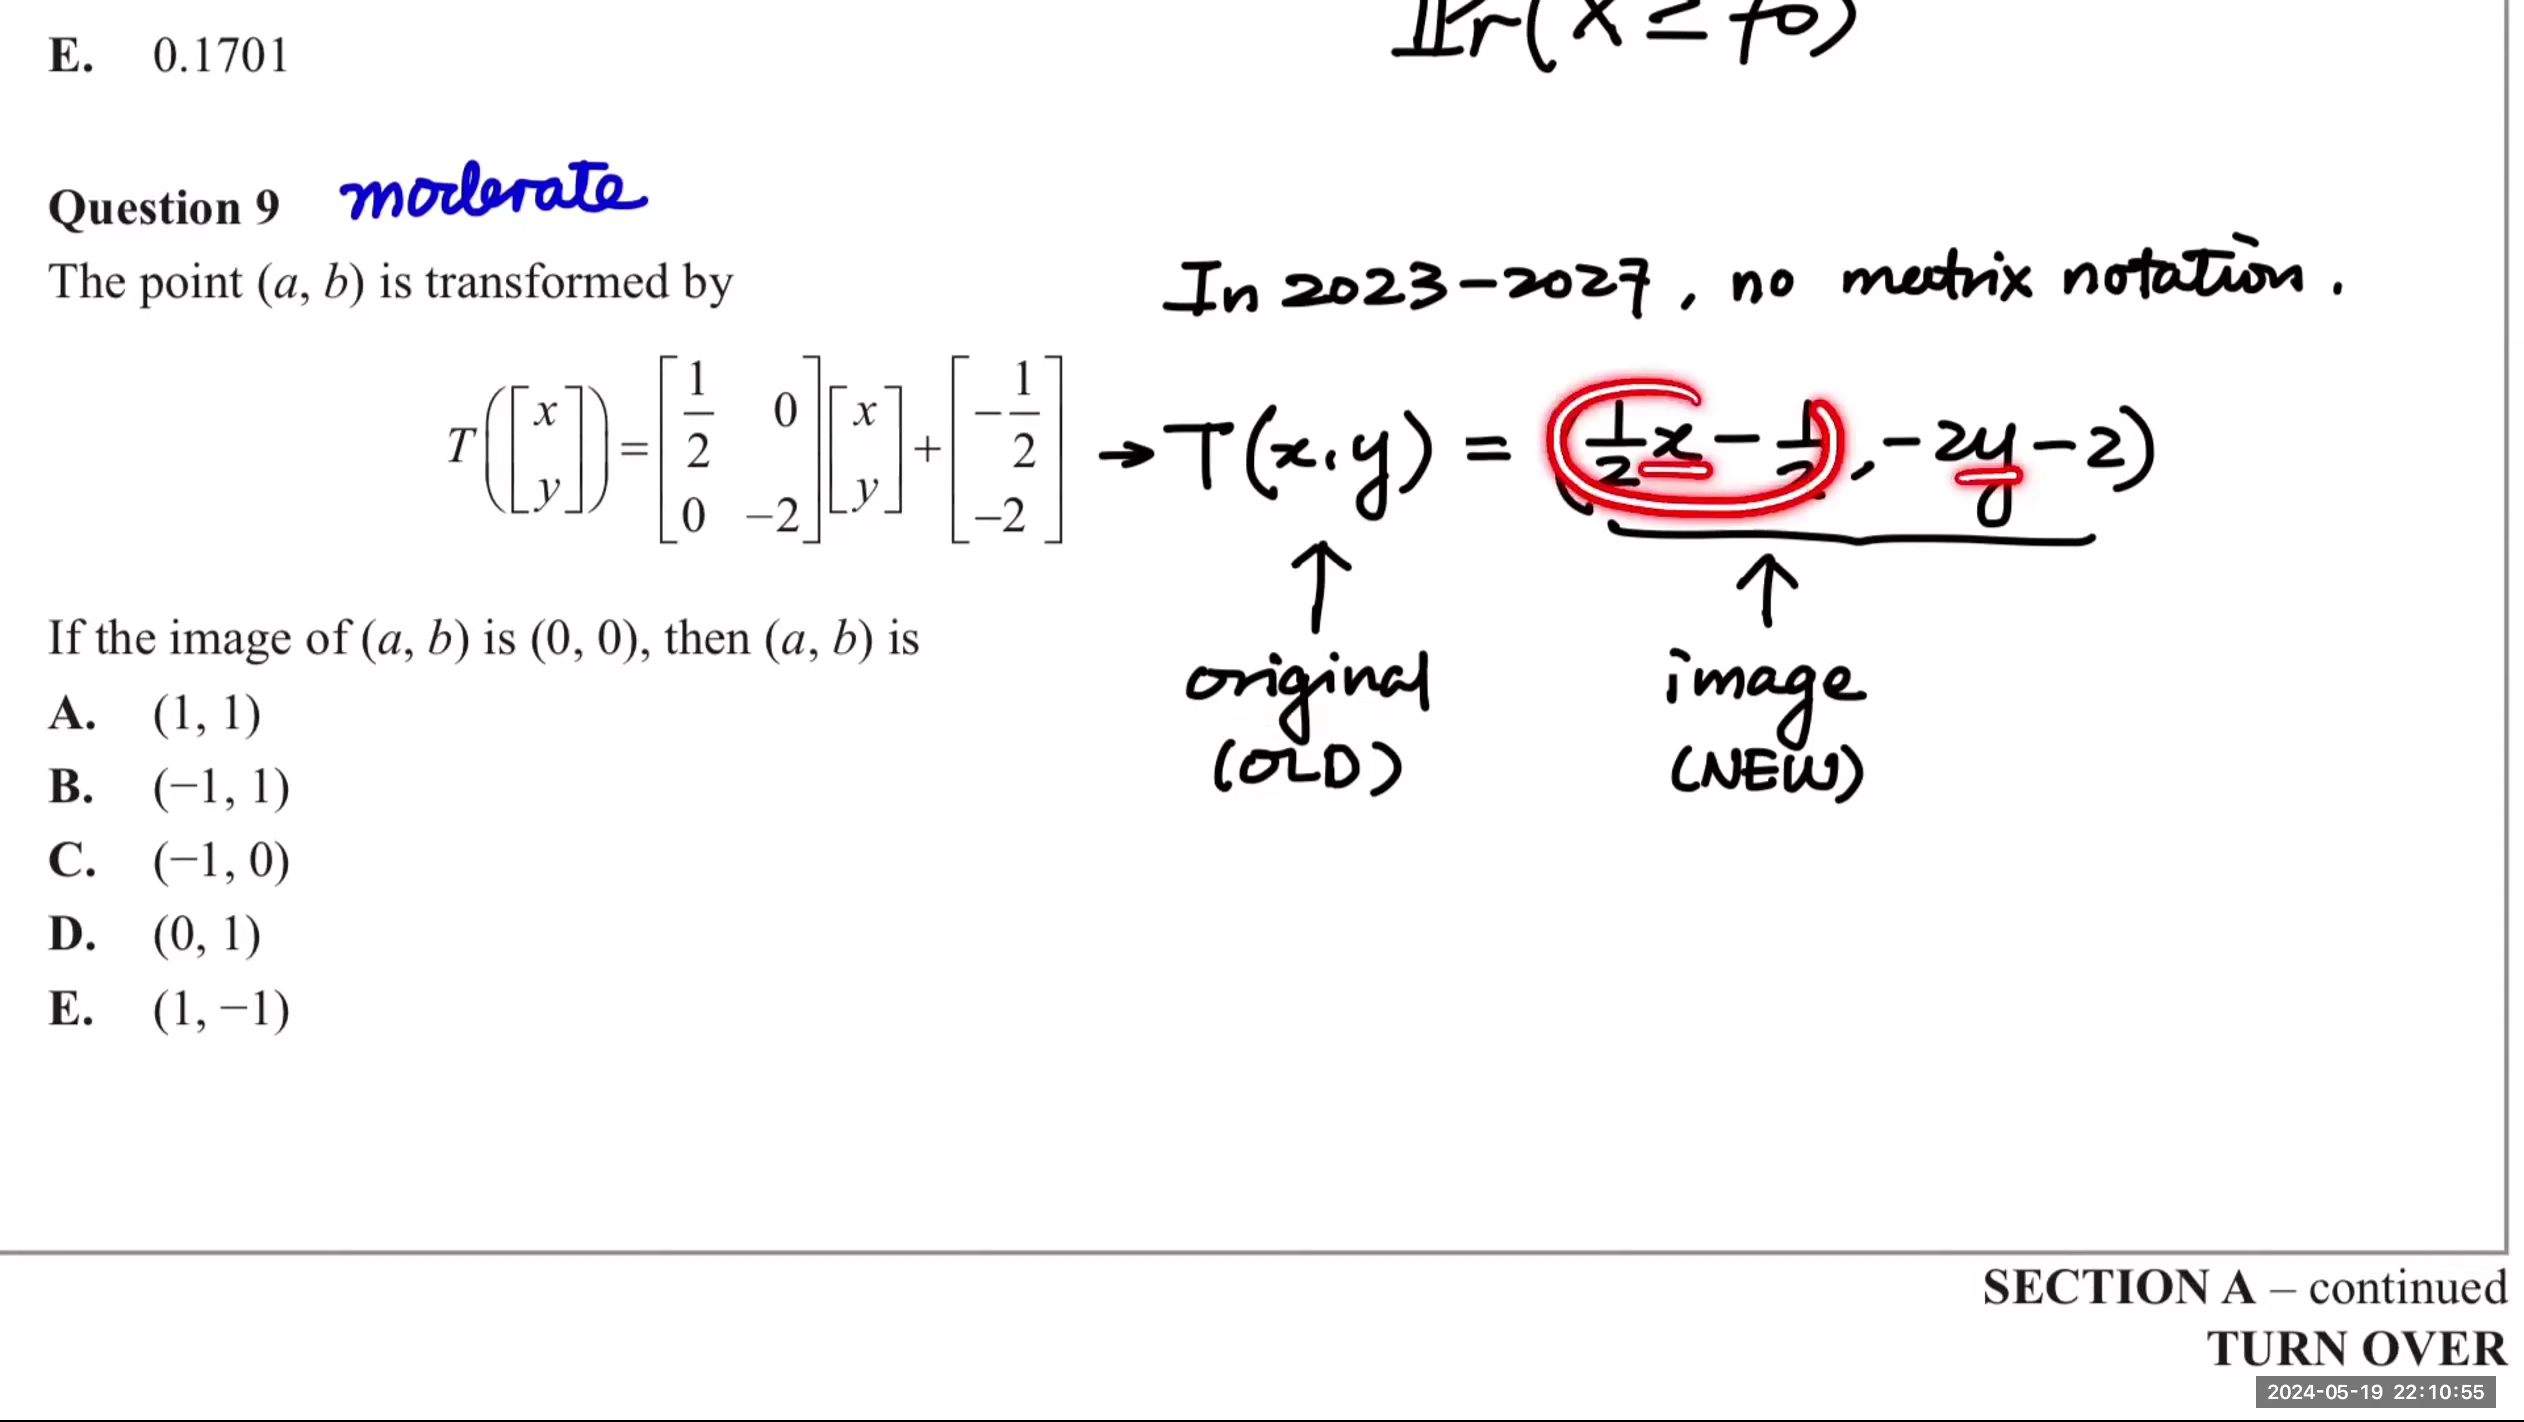 E. 0.1701
Pr(X ≥ 70)
Question 9 moderate
The point (a, b) is transformed by
In 2023-2027, no matrix notation.
T([x y]) = [1/2 0 0 −2][x y] + [−1/2 −2] → T(x, y) = (1/2x − 1/2, −2y − 2)
If the image of (a, b) is (0, 0), then (a, b) is
original
(OLD)
image
(NEW)
A. (1, 1)
B. (−1, 1)
C. (−1, 0)
D. (0, 1)
E. (1, −1)
SECTION A – continued
TURN OVER
2024-05-19 22:10:55